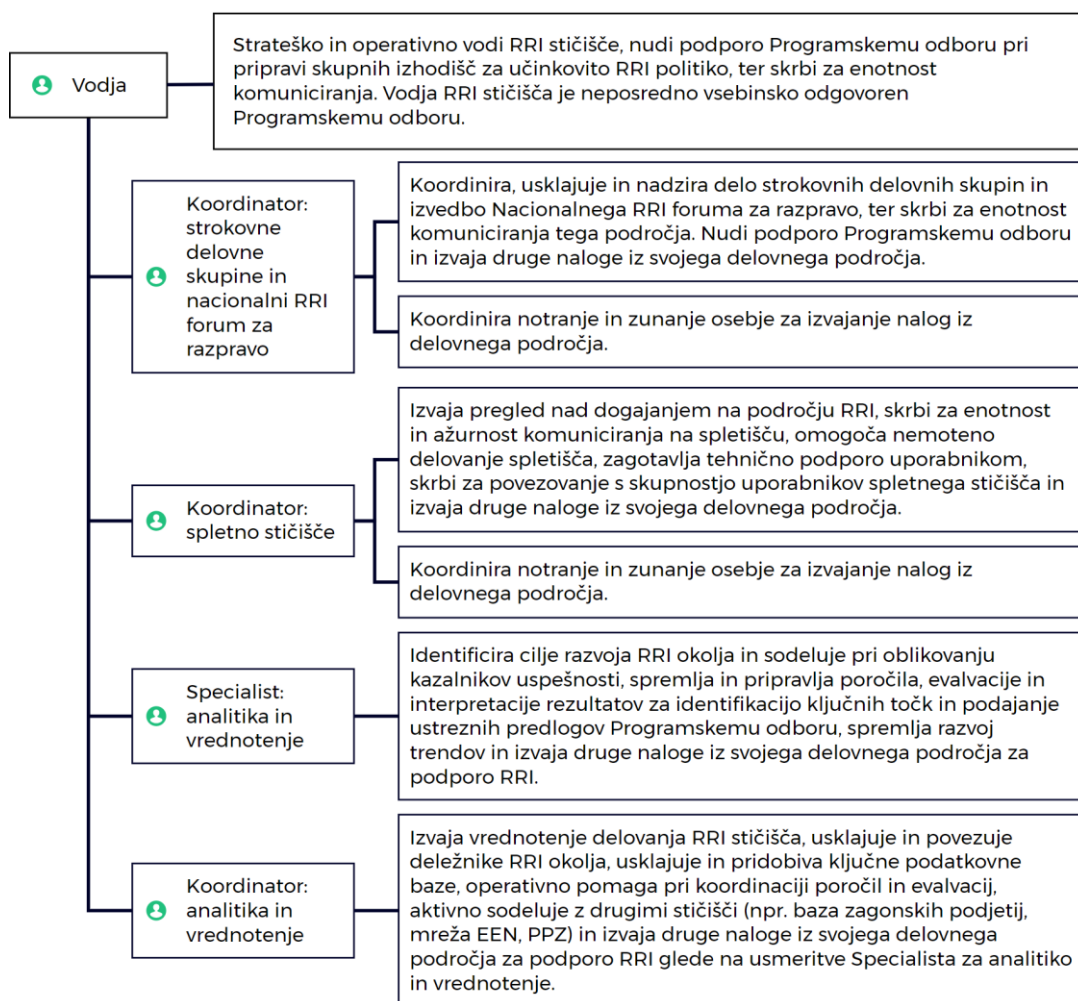 Vodja
Strateško in operativno vodi RRI stičišče, nudi podporo Programskemu odboru pri
pripravi skupnih izhodišč za učinkovito RRI politiko, ter skrbi za enotnost
komuniciranja. Vodja RRI stičišča je neposredno vsebinsko odgovoren
Programskemu odboru.
Koordinator:
strokovne
delovne
skupine in
nacionalni RRI
forum za
razpravo
Koordinira, usklajuje in nadzira delo strokovnih delovnih skupin in
izvedbo Nacionalnega RRI foruma za razpravo, ter skrbi za enotnost
komuniciranja tega področja. Nudi podporo Programskemu odboru
in izvaja druge naloge iz svojega delovnega področja.
Koordinira notranje in zunanje osebje za izvajanje nalog iz
delovnega področja.
Koordinator:
spletno stičišče
Izvaja pregled nad dogajanjem na področju RRI, skrbi za enotnost
in ažurnost komuniciranja na spletišču, omogoča nemoteno
delovanje spletišča, zagotavlja tehnično podporo uporabnikom,
skrbi za povezovanje s skupnostjo uporabnikov spletnega stičišča in
izvaja druge naloge iz svojega delovnega področja.
Koordinira notranje in zunanje osebje za izvajanje nalog iz
delovnega področja.
Specialist:
analitika in
vrednotenje
Identificira cilje razvoja RRI okolja in sodeluje pri oblikovanju
kazalnikov uspešnosti, spremlja in pripravlja poročila, evalvacije in
interpretacije rezultatov za identifikacijo ključnih točk in podajanje
ustreznih predlogov Programskemu odboru, spremlja razvoj
trendov in izvaja druge naloge iz svojega delovnega področja za
podporo RRI.
Koordinator:
analitika in
vrednotenje
Izvaja vrednotenje delovanja RRI stičišča, usklajuje in povezuje
deležnike RRI okolja, usklajuje in pridobiva ključne podatkovne
baze, operativno pomaga pri koordinaciji poročil in evalvacij,
aktivno sodeluje z drugimi stičišči (npr. baza zagonskih podjetij,
mreža EEN, PPZ) in izvaja druge naloge iz svojega delovnega
področja za podporo RRI glede na usmeritve Specialista za analitiko
in vrednotenje.